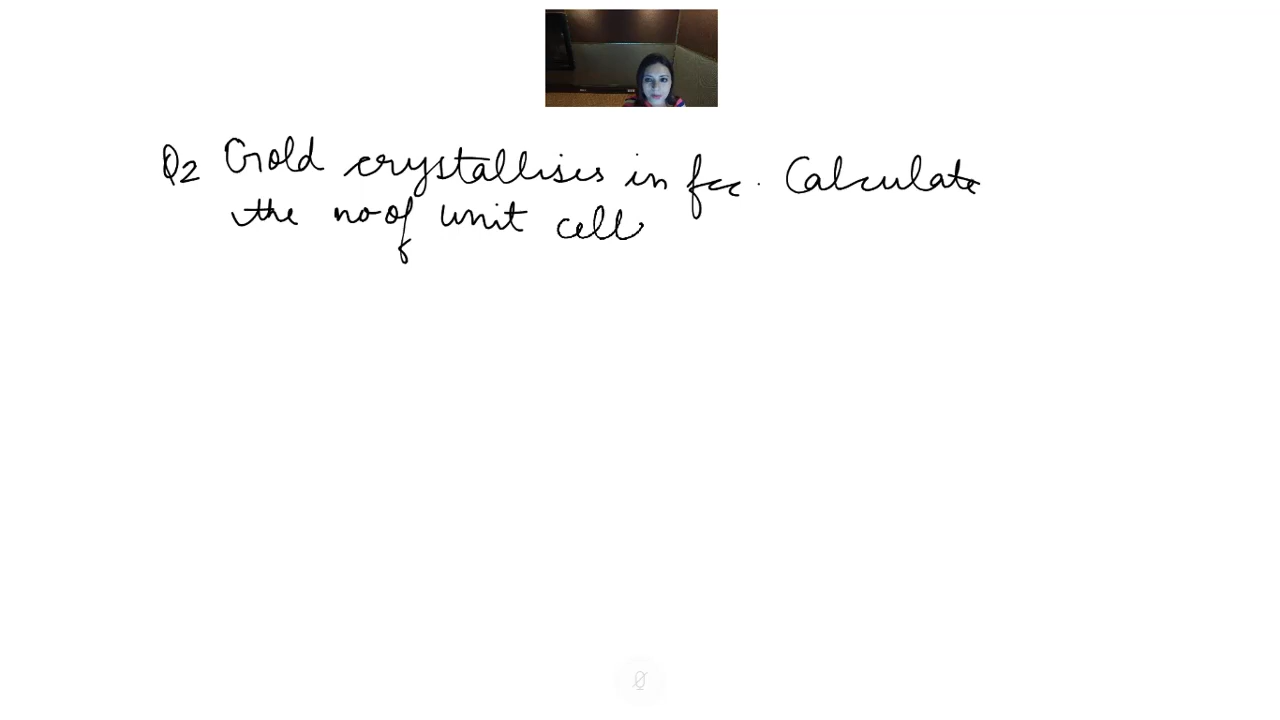 Q2 Gold crystallises in fcc. Calculate
the no of unit cell